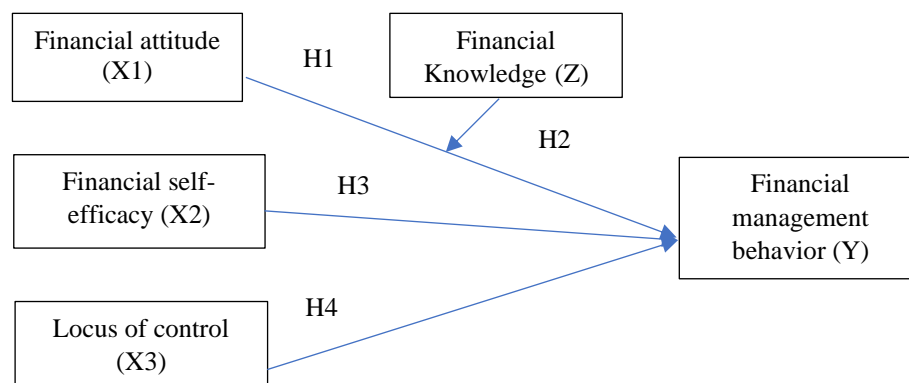 Financial attitude
(X1)
H1
Financial
Knowledge (Z)
H2
Financial self-
efficacy (X2)
H3
Financial
management
behavior (Y)
H4
Locus of control
(X3)